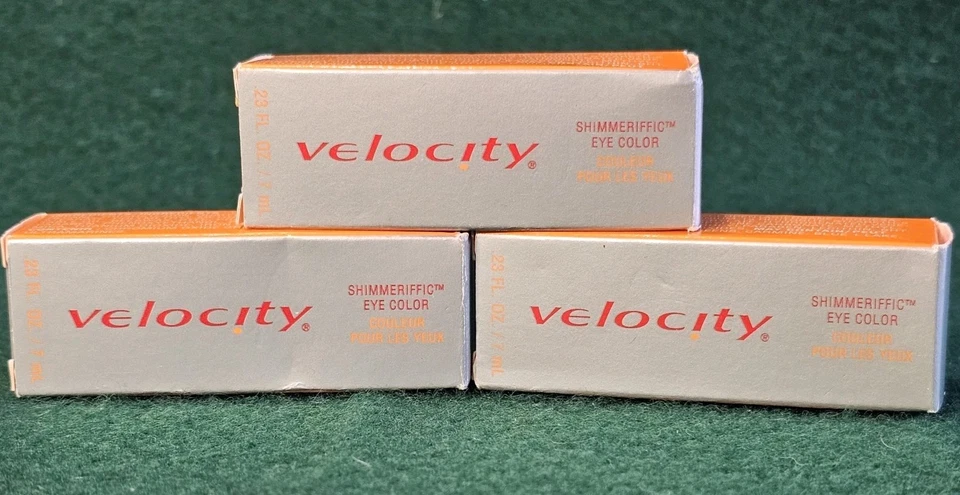 .23 FL. OZ. / 7 mL
velocity®
SHIMMERIFFIC™
EYE COLOR
COULEUR
POUR LES YEUX
.23 FL. OZ. / 7 mL
velocity®
SHIMMERIFFIC™
EYE COLOR
COULEUR
POUR LES YEUX
.23 FL. OZ. / 7 mL
velocity®
SHIMMERIFFIC™
EYE COLOR
COULEUR
POUR LES YEUX